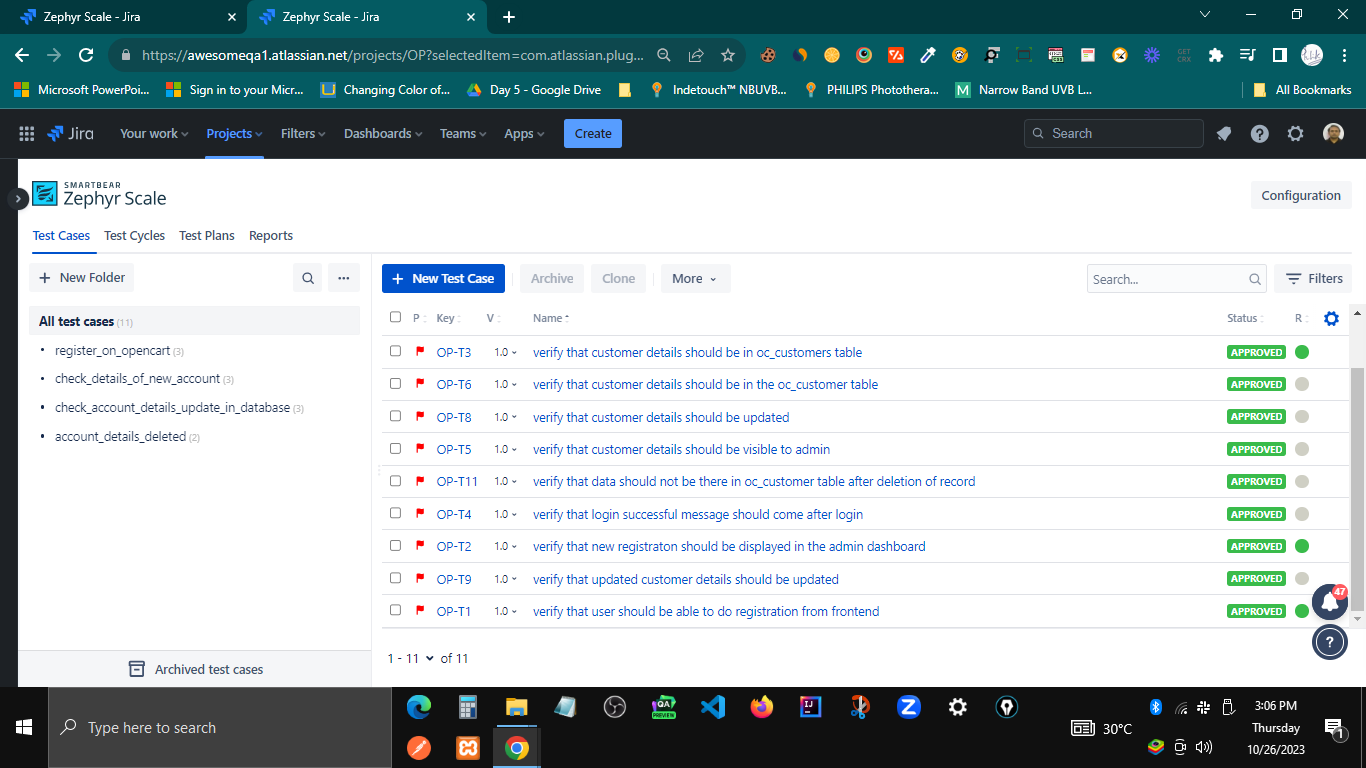 Zephyr Scale - Jira
Zephyr Scale - Jira
https://awesomeqa1.atlassian.net/projects/OP?selectedItem=com.atlassian.plug...
GET CRX
Microsoft PowerPoi...
Sign in to your Micr...
Changing Color of...
Day 5 - Google Drive
Indetouch™ NBUVB...
PHILIPS Photothera...
Narrow Band UVB L...
All Bookmarks
Jira
Your work
Projects
Filters
Dashboards
Teams
Apps
Create
Search
SMARTBEAR
Zephyr Scale
Configuration
Test Cases Test Cycles Test Plans Reports
+ New Folder
...
+ New Test Case
Archive
Clone
More
Search...
Filters
All test cases (11)
register_on_opencart (3)
check_details_of_new_account (3)
check_account_details_update_in_database (3)
account_details_deleted (2)
P Key V Name Status R
OP-T3 1.0 verify that customer details should be in oc_customers table APPROVED
OP-T6 1.0 verify that customer details should be in the oc_customer table APPROVED
OP-T8 1.0 verify that customer details should be updated APPROVED
OP-T5 1.0 verify that customer details should be visible to admin APPROVED
OP-T11 1.0 verify that data should not be there in oc_customer table after deletion of record APPROVED
OP-T4 1.0 verify that login successful message should come after login APPROVED
OP-T2 1.0 verify that new registraton should be displayed in the admin dashboard APPROVED
OP-T9 1.0 verify that updated customer details should be updated APPROVED
OP-T1 1.0 verify that user should be able to do registration from frontend APPROVED
47
?
1 - 11 of 11
Archived test cases
Type here to search
QA
PREVIEW
IJ
30°C
3:06 PM
Thursday
10/26/2023
1